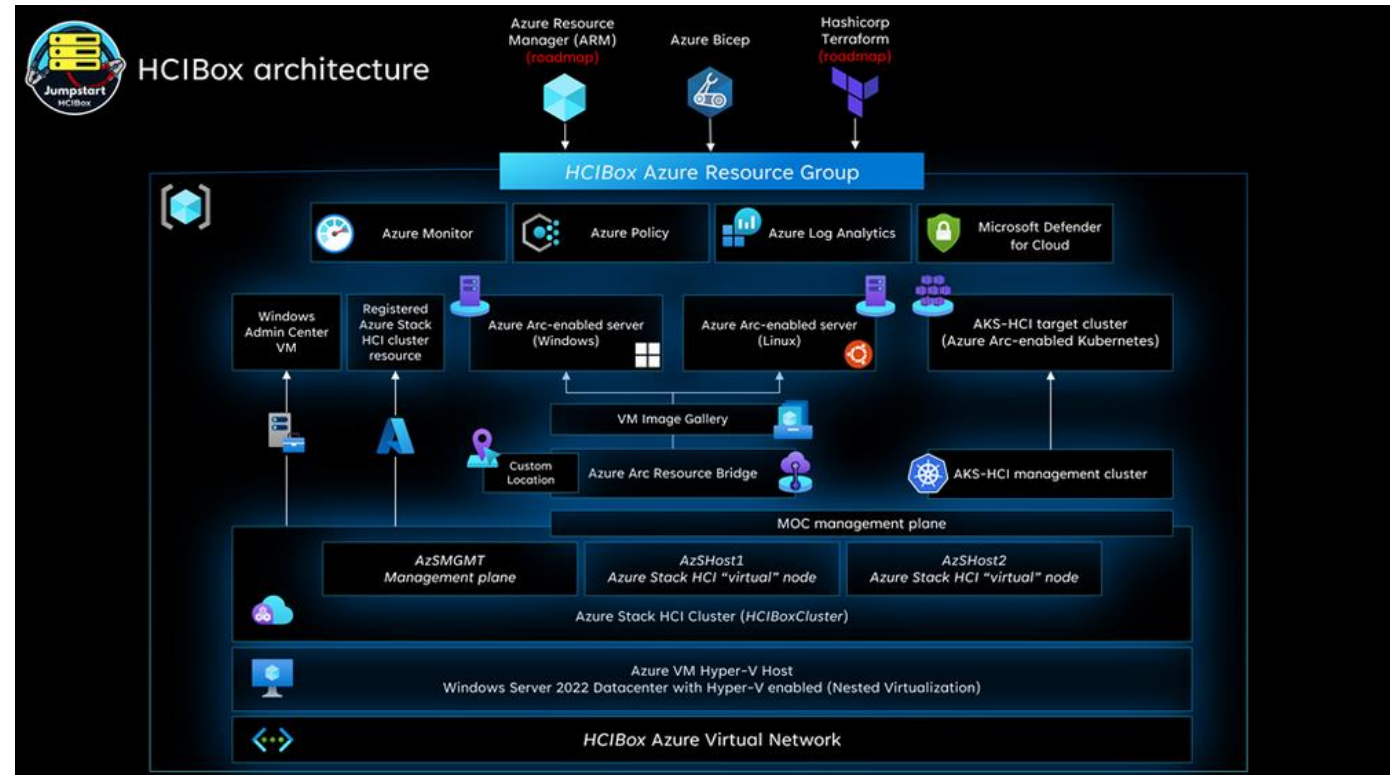 Jumpstart
HCIBox
HCIBox architecture
Azure Resource
Manager (ARM)
(roadmap)
Azure Bicep
Hashicorp
Terraform
(roadmap)
HCIBox Azure Resource Group
Azure Monitor
Azure Policy
Azure Log Analytics
Microsoft Defender
for Cloud
Windows
Admin Center
VM
Registered
Azure Stack
HCI cluster
resource
Azure Arc-enabled server
(Windows)
Azure Arc-enabled server
(Linux)
AKS-HCI target cluster
(Azure Arc-enabled Kubernetes)
VM Image Gallery
Custom
Location
Azure Arc Resource Bridge
AKS-HCI management cluster
MOC management plane
AzSMGMT
Management plane
AzSHost1
Azure Stack HCI “virtual” node
AzSHost2
Azure Stack HCI “virtual” node
Azure Stack HCI Cluster (HCIBoxCluster)
Azure VM Hyper-V Host
Windows Server 2022 Datacenter with Hyper-V enabled (Nested Virtualization)
HCIBox Azure Virtual Network